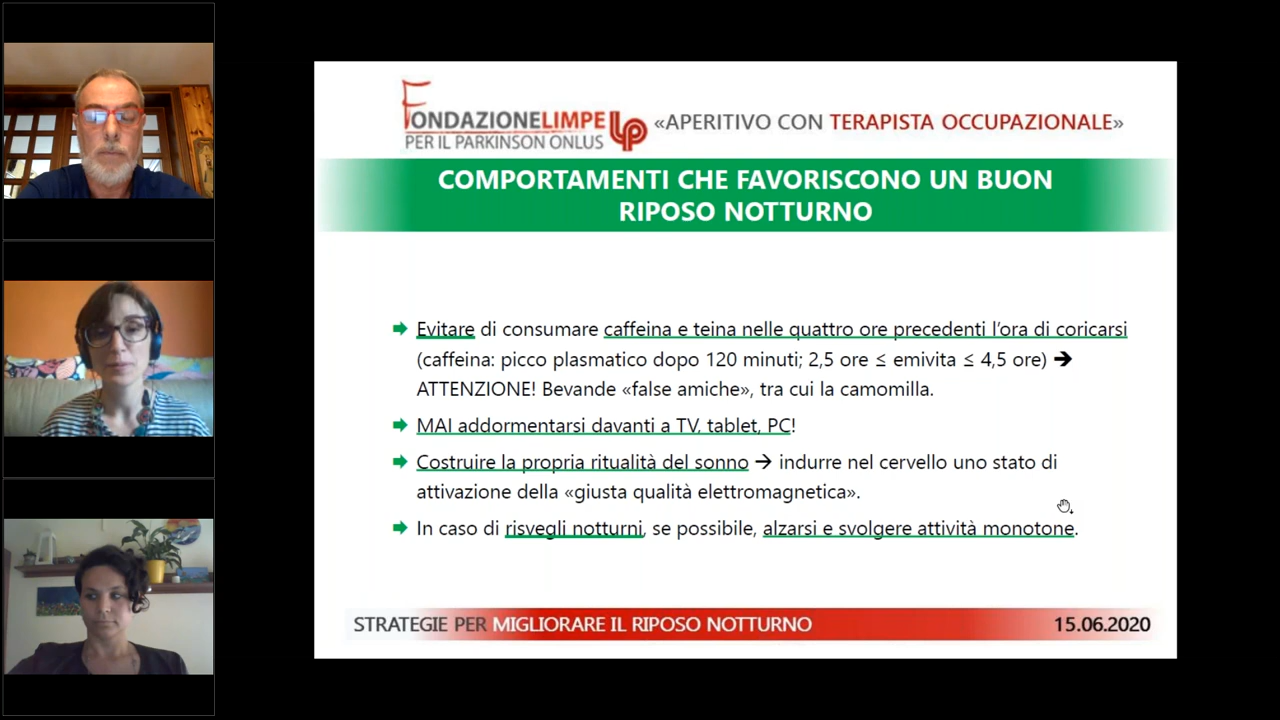 FONDAZIONELIMPE
PER IL PARKINSON ONLUS
«APERITIVO CON TERAPISTA OCCUPAZIONALE»
COMPORTAMENTI CHE FAVORISCONO UN BUON
RIPOSO NOTTURNO
Evitare di consumare caffeina e teina nelle quattro ore precedenti l'ora di coricarsi
(caffeina: picco plasmatico dopo 120 minuti; 2,5 ore ≤ emivita ≤ 4,5 ore) →
ATTENZIONE! Bevande «false amiche», tra cui la camomilla.
MAI addormentarsi davanti a TV, tablet, PC!
Costruire la propria ritualità del sonno → indurre nel cervello uno stato di
attivazione della «giusta qualità elettromagnetica».
In caso di risvegli notturni, se possibile, alzarsi e svolgere attività monotone.
STRATEGIE PER MIGLIORARE IL RIPOSO NOTTURNO
15.06.2020